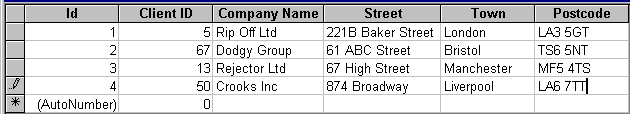 Id Client ID Company Name Street Town Postcode
1 5 Rip Off Ltd 221B Baker Street London LA3 5GT
2 67 Dodgy Group 61 ABC Street Bristol TS6 5NT
3 13 Rejector Ltd 67 High Street Manchester MF5 4TS
4 50 Crooks Inc 874 Broadway Liverpool LA6 7TT
(AutoNumber) 0